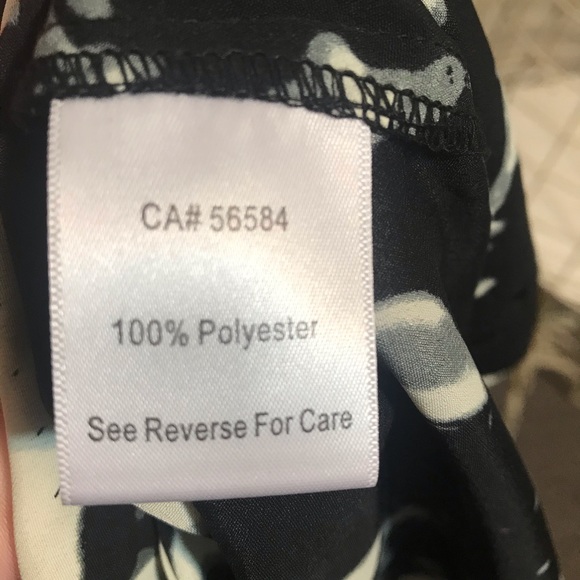 CA# 56584
100% Polyester
See Reverse For Care